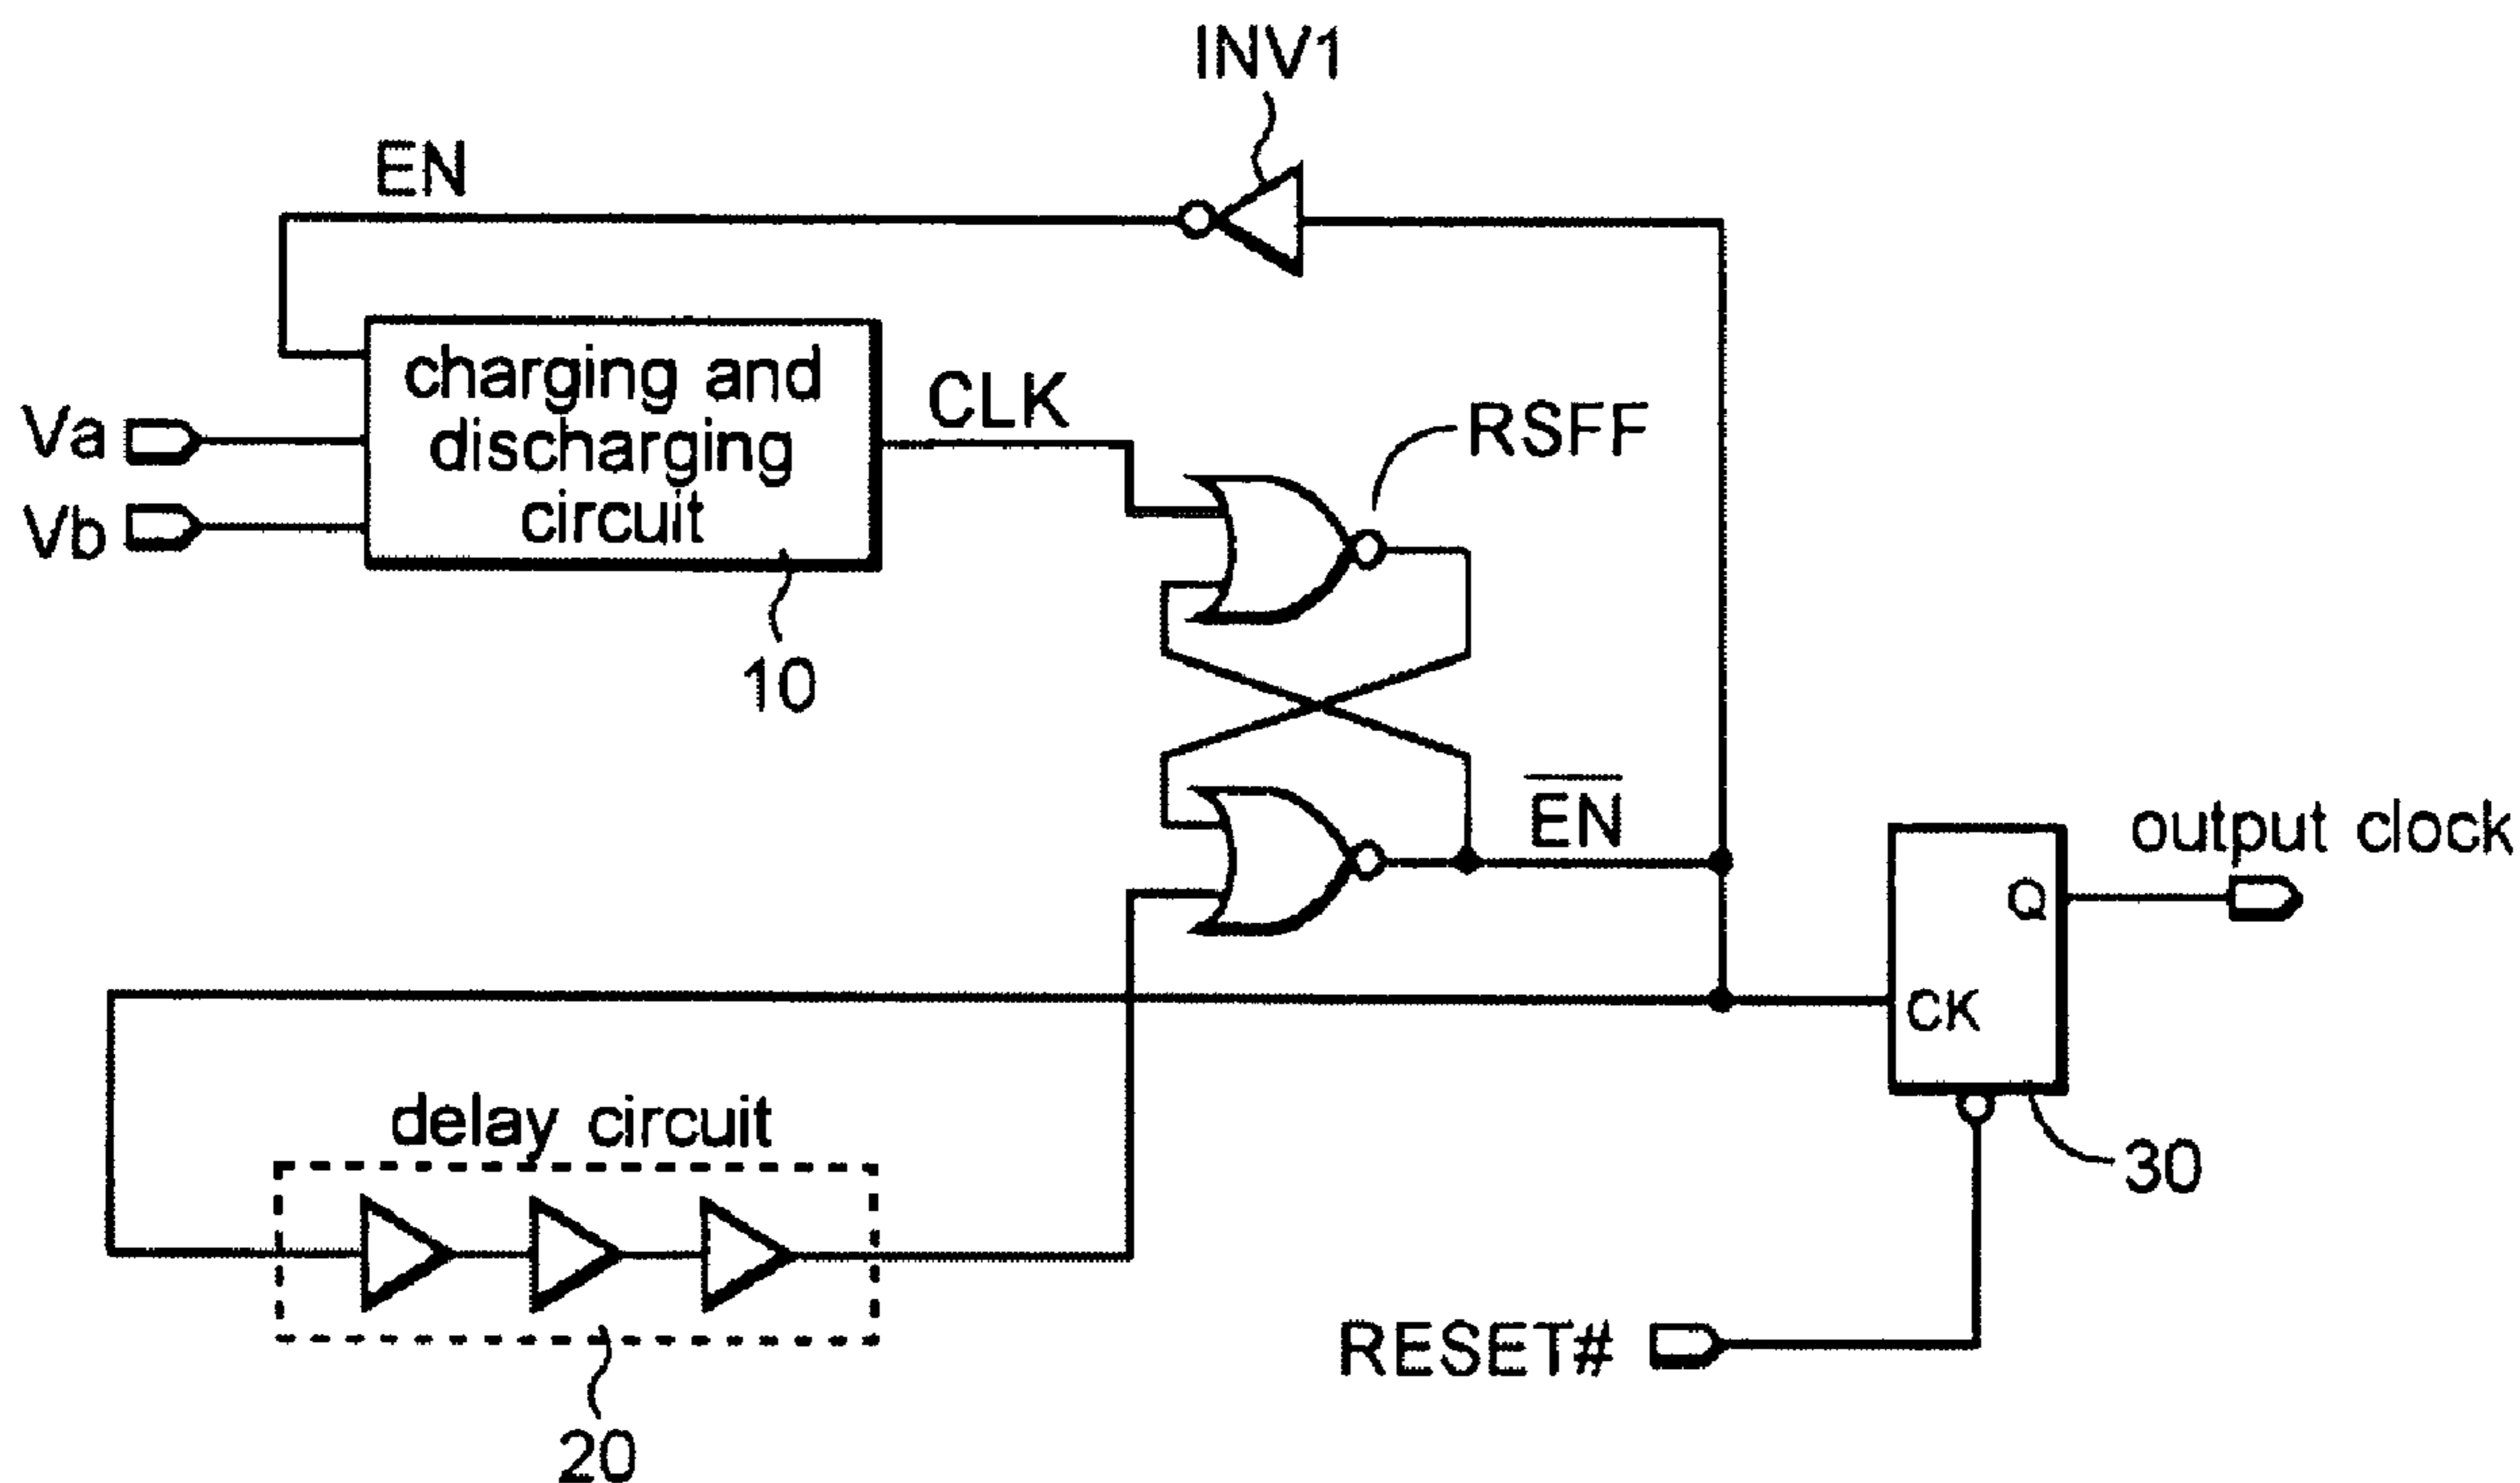 INV1
EN
charging and
discharging
circuit
Va
Vb
CLK
RSFF
10
EN
output clock
Q
CK
delay circuit
30
RESET#
20